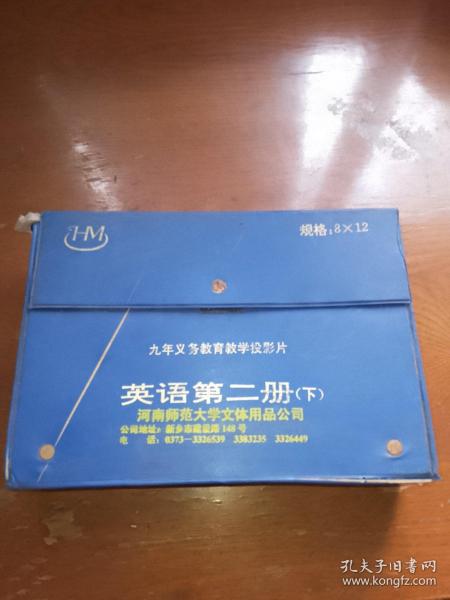 HM
规格：8×12
九年义务教育教学投影片
英语第二册（下）
河南师范大学文体用品公司
公司地址：新乡市建设路148号
电　话：0373—3326539　3383235　3326449
孔夫子旧书网
www.kongfz.com